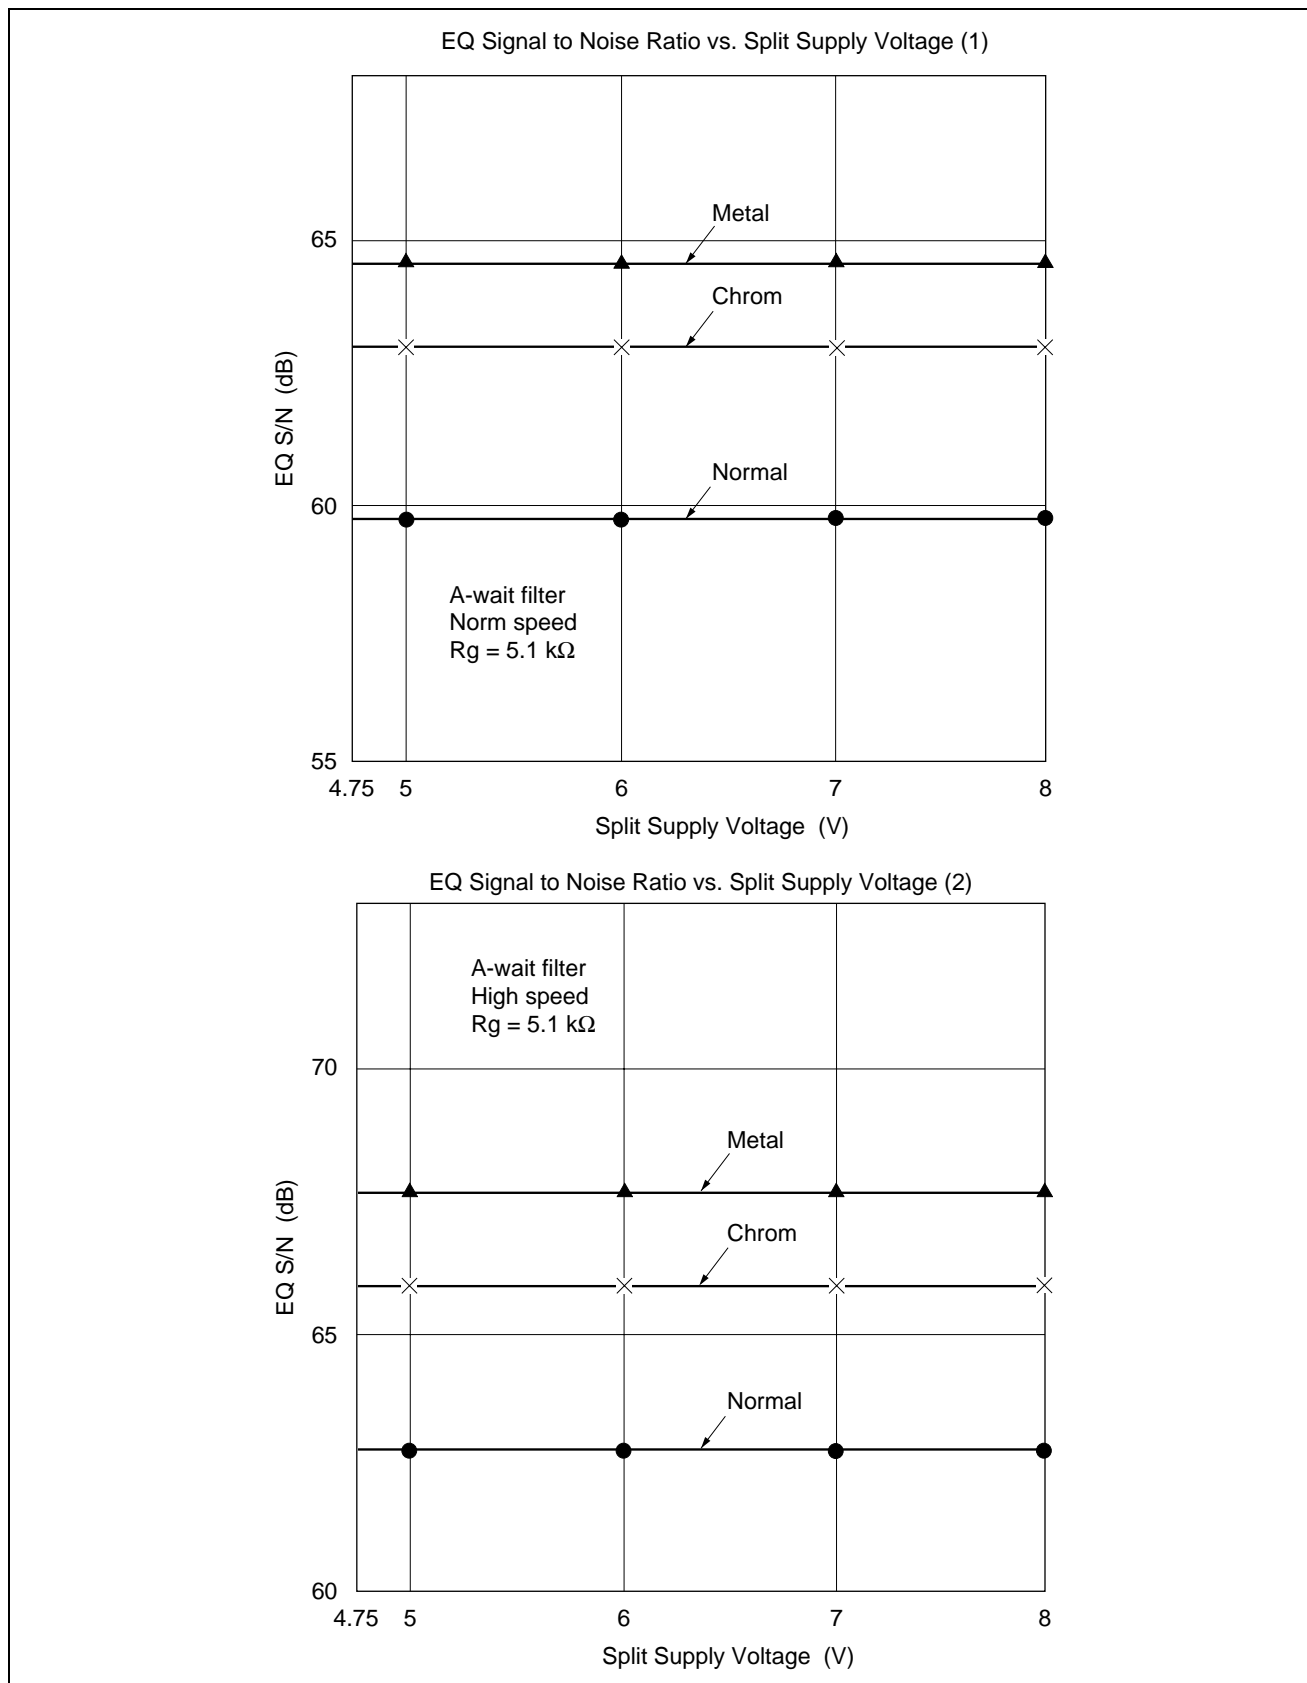 EQ Signal to Noise Ratio vs. Split Supply Voltage (1)
Metal
65
Chrom
EQ S/N (dB)
Normal
60
A-wait filter
Norm speed
Rg = 5.1 kΩ
55
4.75 5 6 7 8
Split Supply Voltage (V)
EQ Signal to Noise Ratio vs. Split Supply Voltage (2)
A-wait filter
High speed
Rg = 5.1 kΩ
70
Metal
EQ S/N (dB)
Chrom
65
Normal
60
4.75 5 6 7 8
Split Supply Voltage (V)